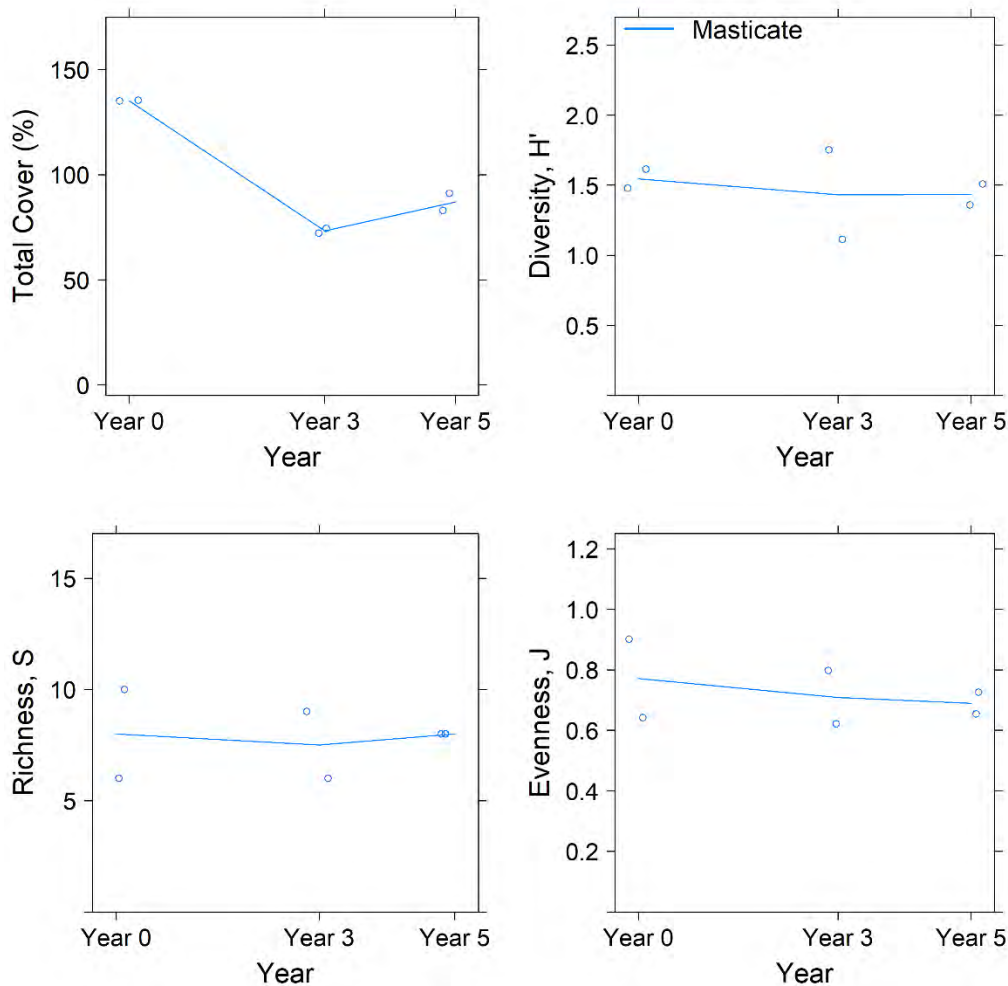 Total Cover (%)
150
100
50
0
Year 0
Year 3
Year 5
Year
Masticate
Diversity, H'
2.5
2.0
1.5
1.0
0.5
Year 0
Year 3
Year 5
Year
Richness, S
15
10
5
Year 0
Year 3
Year 5
Year
Evenness, J
1.2
1.0
0.8
0.6
0.4
0.2
Year 0
Year 3
Year 5
Year